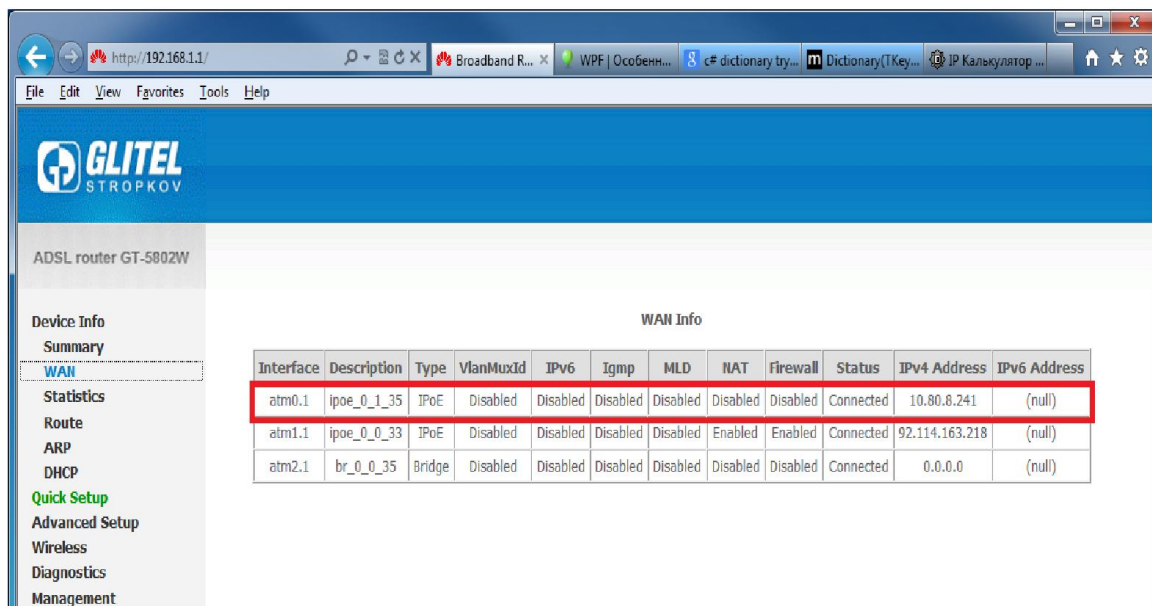 http://192.168.1.1/
Broadband R...
WPF | Особенн...
c# dictionary try...
Dictionary(TKey...
IP Калькулятор ...
File Edit View Favorites Tools Help
GLITEL
STROPKOV
ADSL router GT-5802W
Device Info
Summary
WAN
Statistics
Route
ARP
DHCP
Quick Setup
Advanced Setup
Wireless
Diagnostics
Management
WAN Info
Interface Description Type VlanMuxId IPv6 Igmp MLD NAT Firewall Status IPv4 Address IPv6 Address
atm0.1 ipoe_0_1_35 IPoE Disabled Disabled Disabled Disabled Disabled Disabled Connected 10.80.8.241 (null)
atm1.1 ipoe_0_0_33 IPoE Disabled Disabled Disabled Disabled Enabled Enabled Connected 92.114.163.218 (null)
atm2.1 br_0_0_35 Bridge Disabled Disabled Disabled Disabled Disabled Disabled Connected 0.0.0.0 (null)